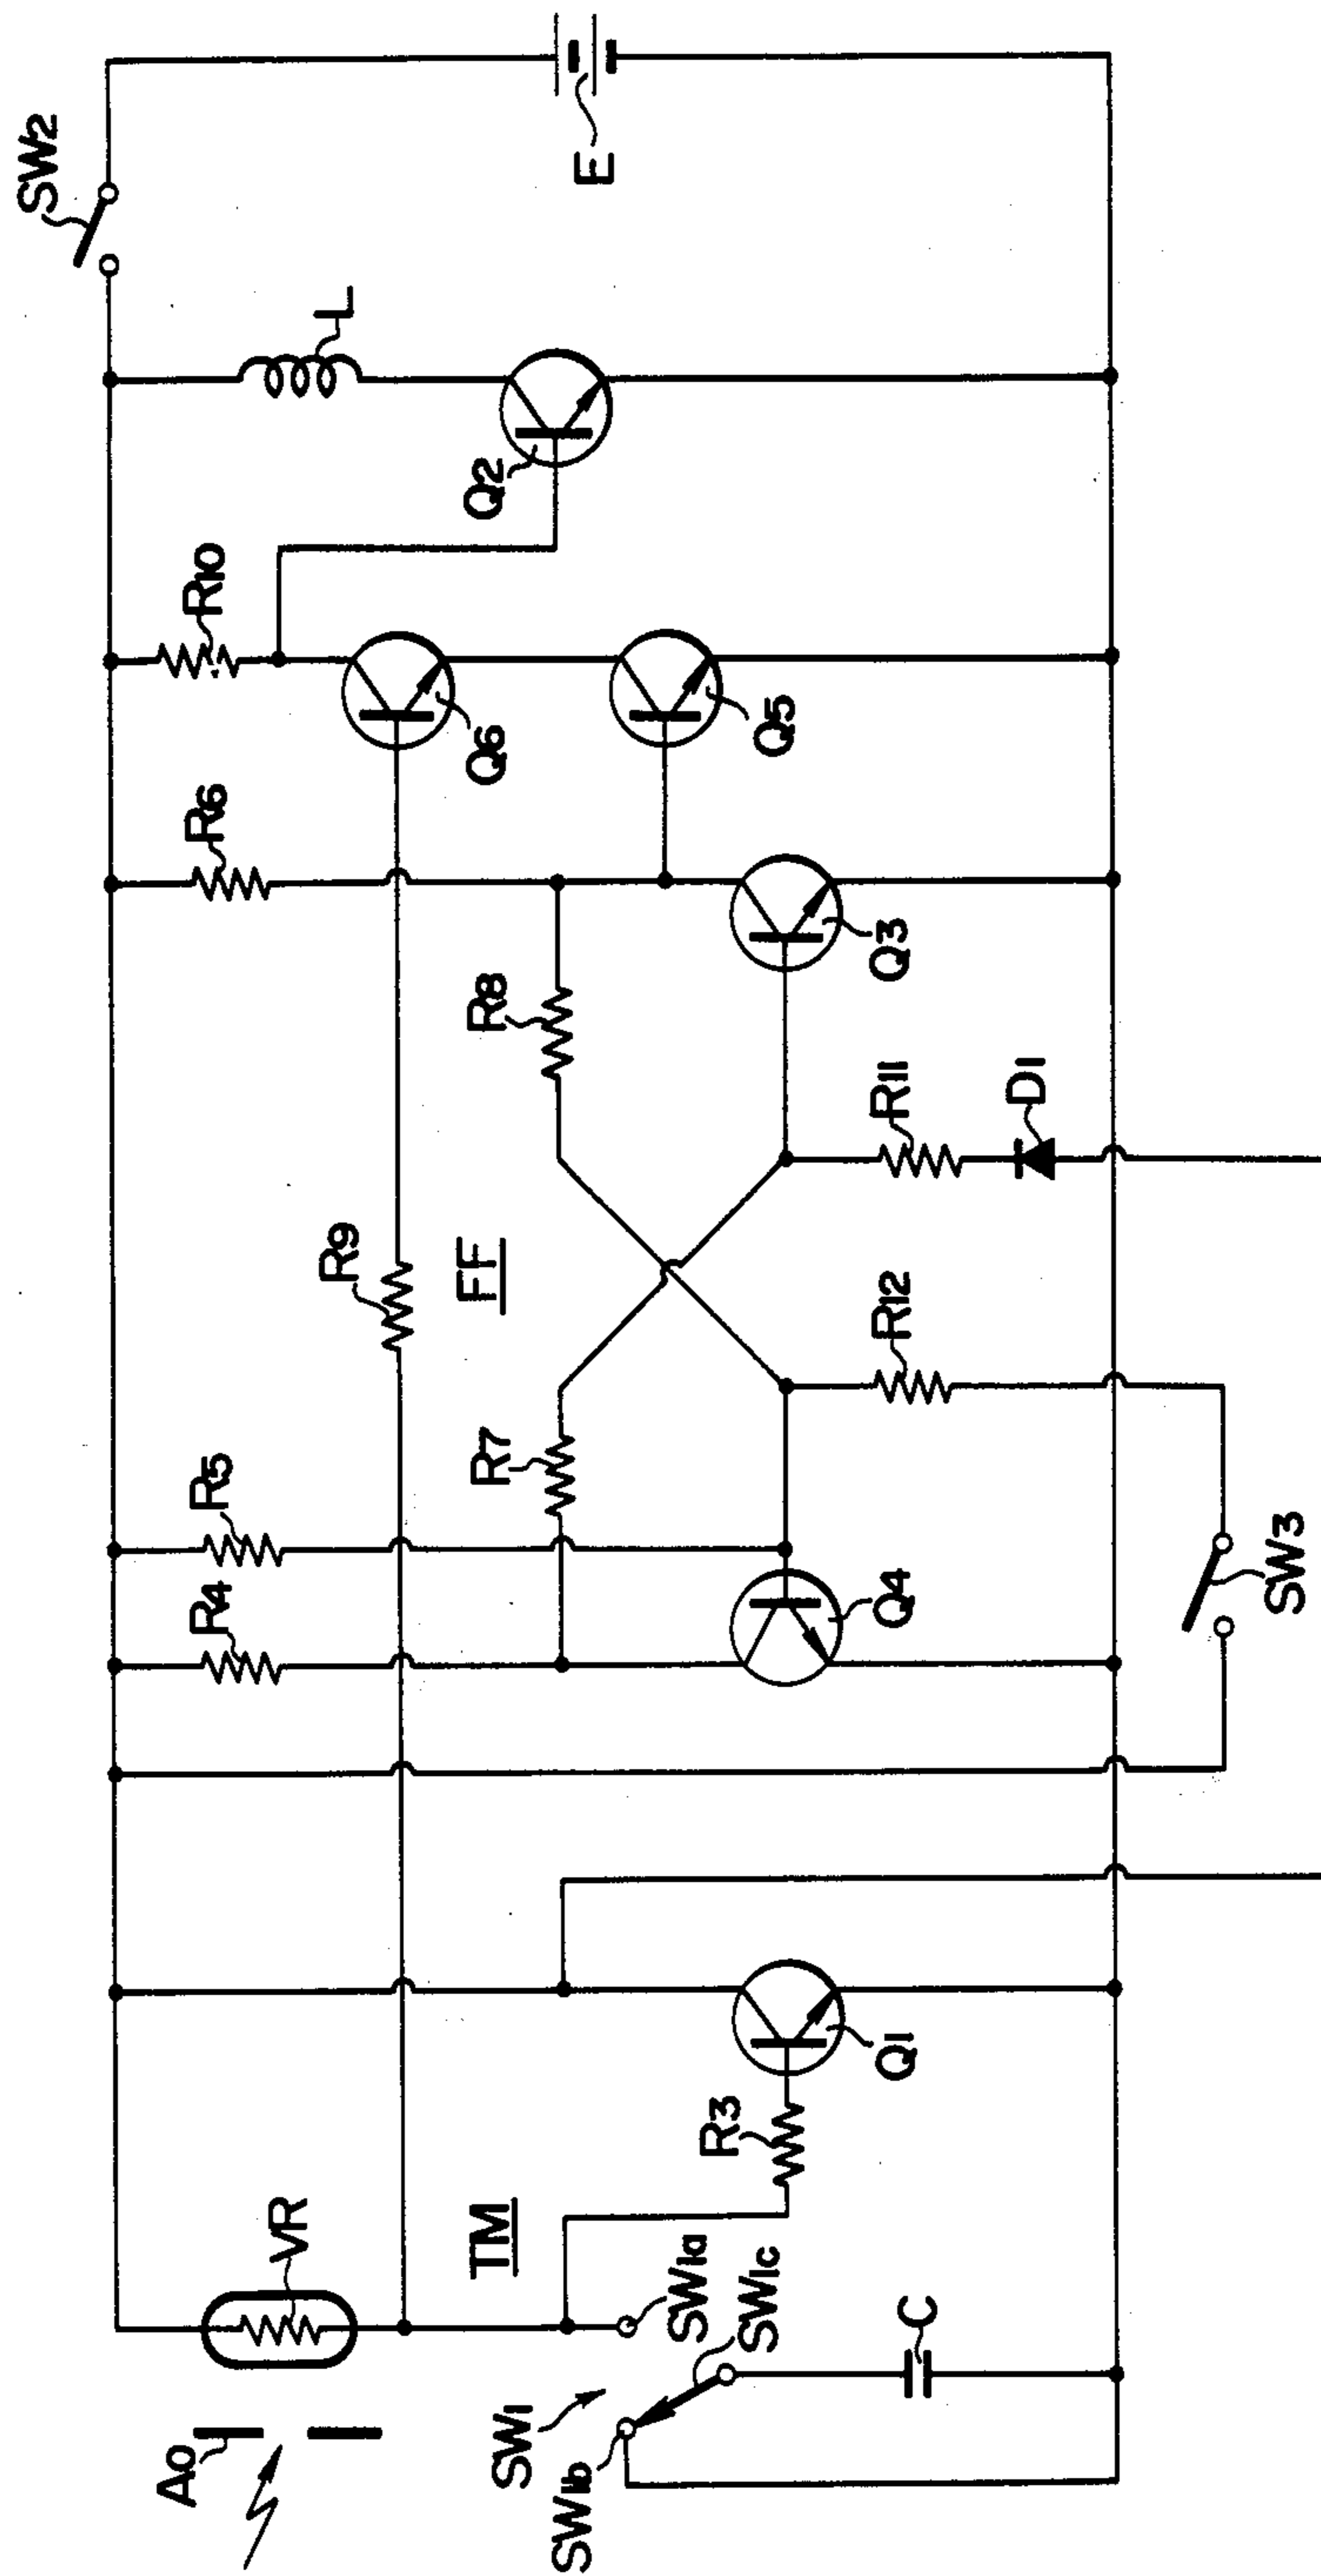 SW2
E
L
Q2
R10
Q6
Q5
R6
Q3
R8
R11
D1
R9
FF
R12
R7
R5
R4
Q4
SW3
Q1
R3
VR
TM
SW1a
SW1c
C
SW1
SW1b
A0